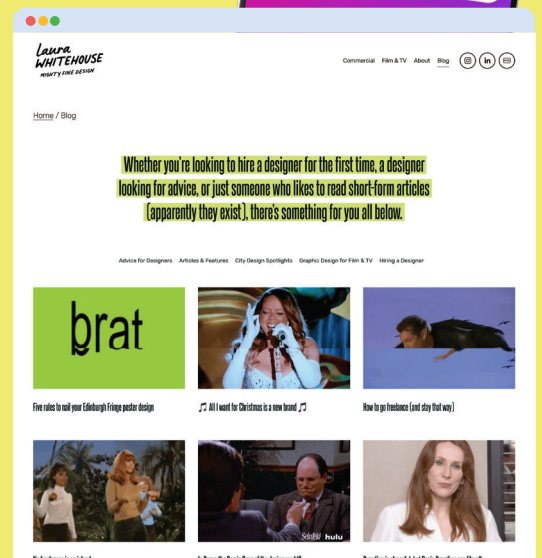 Laura
WHITEHOUSE
MIGHTY FINE DESIGN
Commercial Film & TV About Blog
in
Home / Blog
Whether you're looking to hire a designer for the first time, a designer
looking for advice, or just someone who likes to read short-form articles
(apparently they exist), there's something for you all below.
Advice for Designers Articles & Features City Design Spotlights Graphic Design for Film & TV Hiring a Designer
brat
Five rules to nail your Edinburgh Fringe poster design
🎵 All I want for Christmas is a new brand 🎵
How to go freelance (and stay that way)
Seinfeld hulu